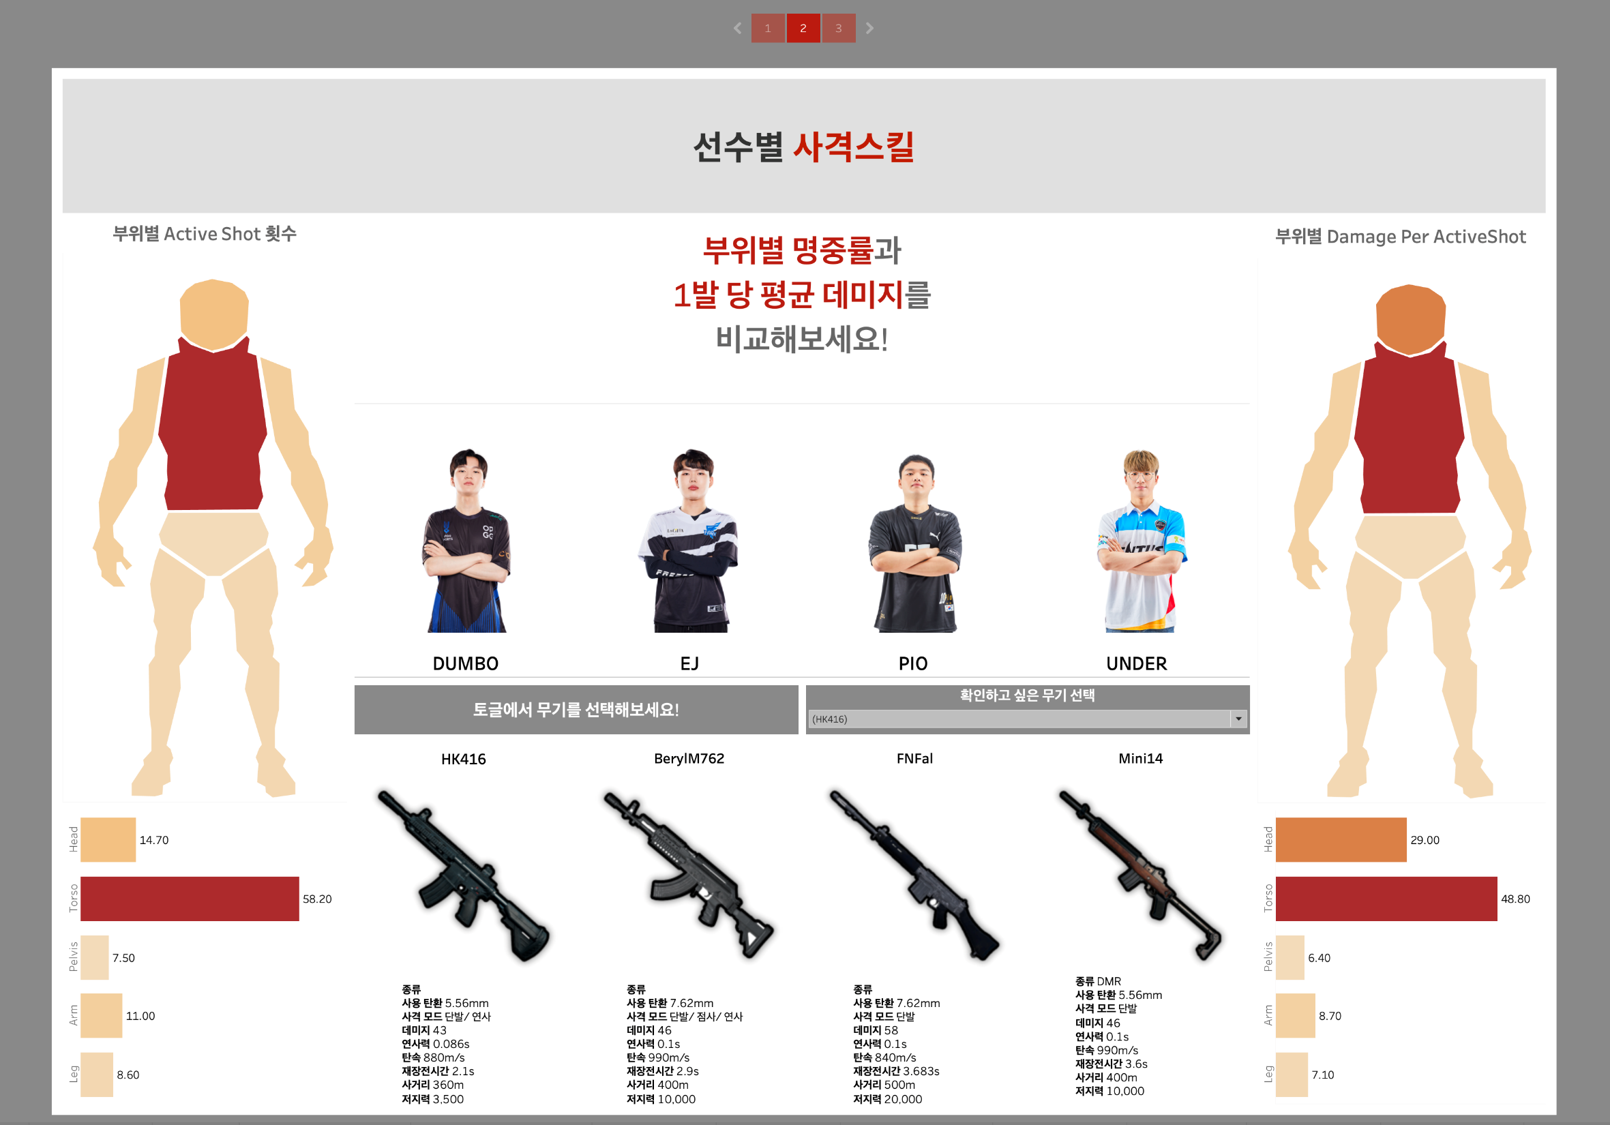 1 2 3
선수별 사격스킬
부위별 Active Shot 횟수
부위별 명중률과
1발 당 평균 데미지를
비교해보세요!
부위별 Damage Per ActiveShot
DUMBO
EJ
PIO
UNDER
토글에서 무기를 선택해보세요!
확인하고 싶은 무기 선택
(HK416)
HK416
BerylM762
FNFal
Mini14
Head 14.70
Torso 58.20
Pelvis 7.50
Arm 11.00
Leg 8.60
종류
사용 탄환 5.56mm
사격 모드 단발/ 연사
데미지 43
연사력 0.086s
탄속 880m/s
재장전시간 2.1s
사거리 360m
저지력 3,500
종류
사용 탄환 7.62mm
사격 모드 단발/ 점사/ 연사
데미지 46
연사력 0.1s
탄속 990m/s
재장전시간 2.9s
사거리 400m
저지력 10,000
종류
사용 탄환 7.62mm
사격 모드 단발
데미지 58
연사력 0.1s
탄속 840m/s
재장전시간 3.683s
사거리 500m
저지력 20,000
종류 DMR
사용 탄환 5.56mm
사격 모드 단발
데미지 46
연사력 0.1s
탄속 990m/s
재장전시간 3.6s
사거리 400m
저지력 10,000
Head 29.00
Torso 48.80
Pelvis 6.40
Arm 8.70
Leg 7.10